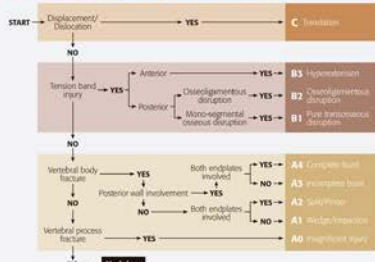 START
Displacement/
Dislocation
YES
C Translation
NO
Tension band
injury
YES
Anterior
YES
B3 Hyperextension
Posterior
Osseoligamentous
disruption
YES
B2 Osseoligamentous
disruption
Mono-segmental
osseous disruption
YES
B1 Pure transosseous
disruption
NO
Vertebral body
fracture
YES
Posterior wall involvement
YES
Both endplates
involved
YES
A4 Complete burst
NO
A3 Incomplete burst
NO
Both endplates
involved
YES
A2 Split/Pincer
NO
A1 Wedge/Impaction
NO
Vertebral process
fracture
YES
A0 Insignificant injury